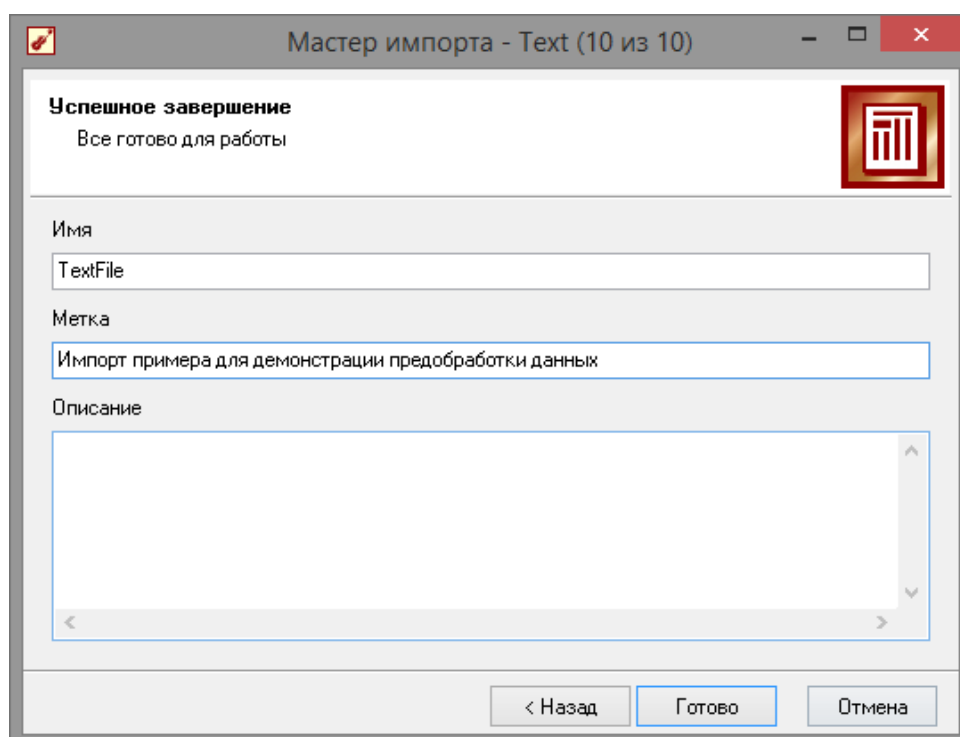 Мастер импорта - Text (10 из 10)
Успешное завершение
Все готово для работы
Имя
TextFile
Метка
Импорт примера для демонстрации предобработки данных
Описание
< Назад Готово Отмена